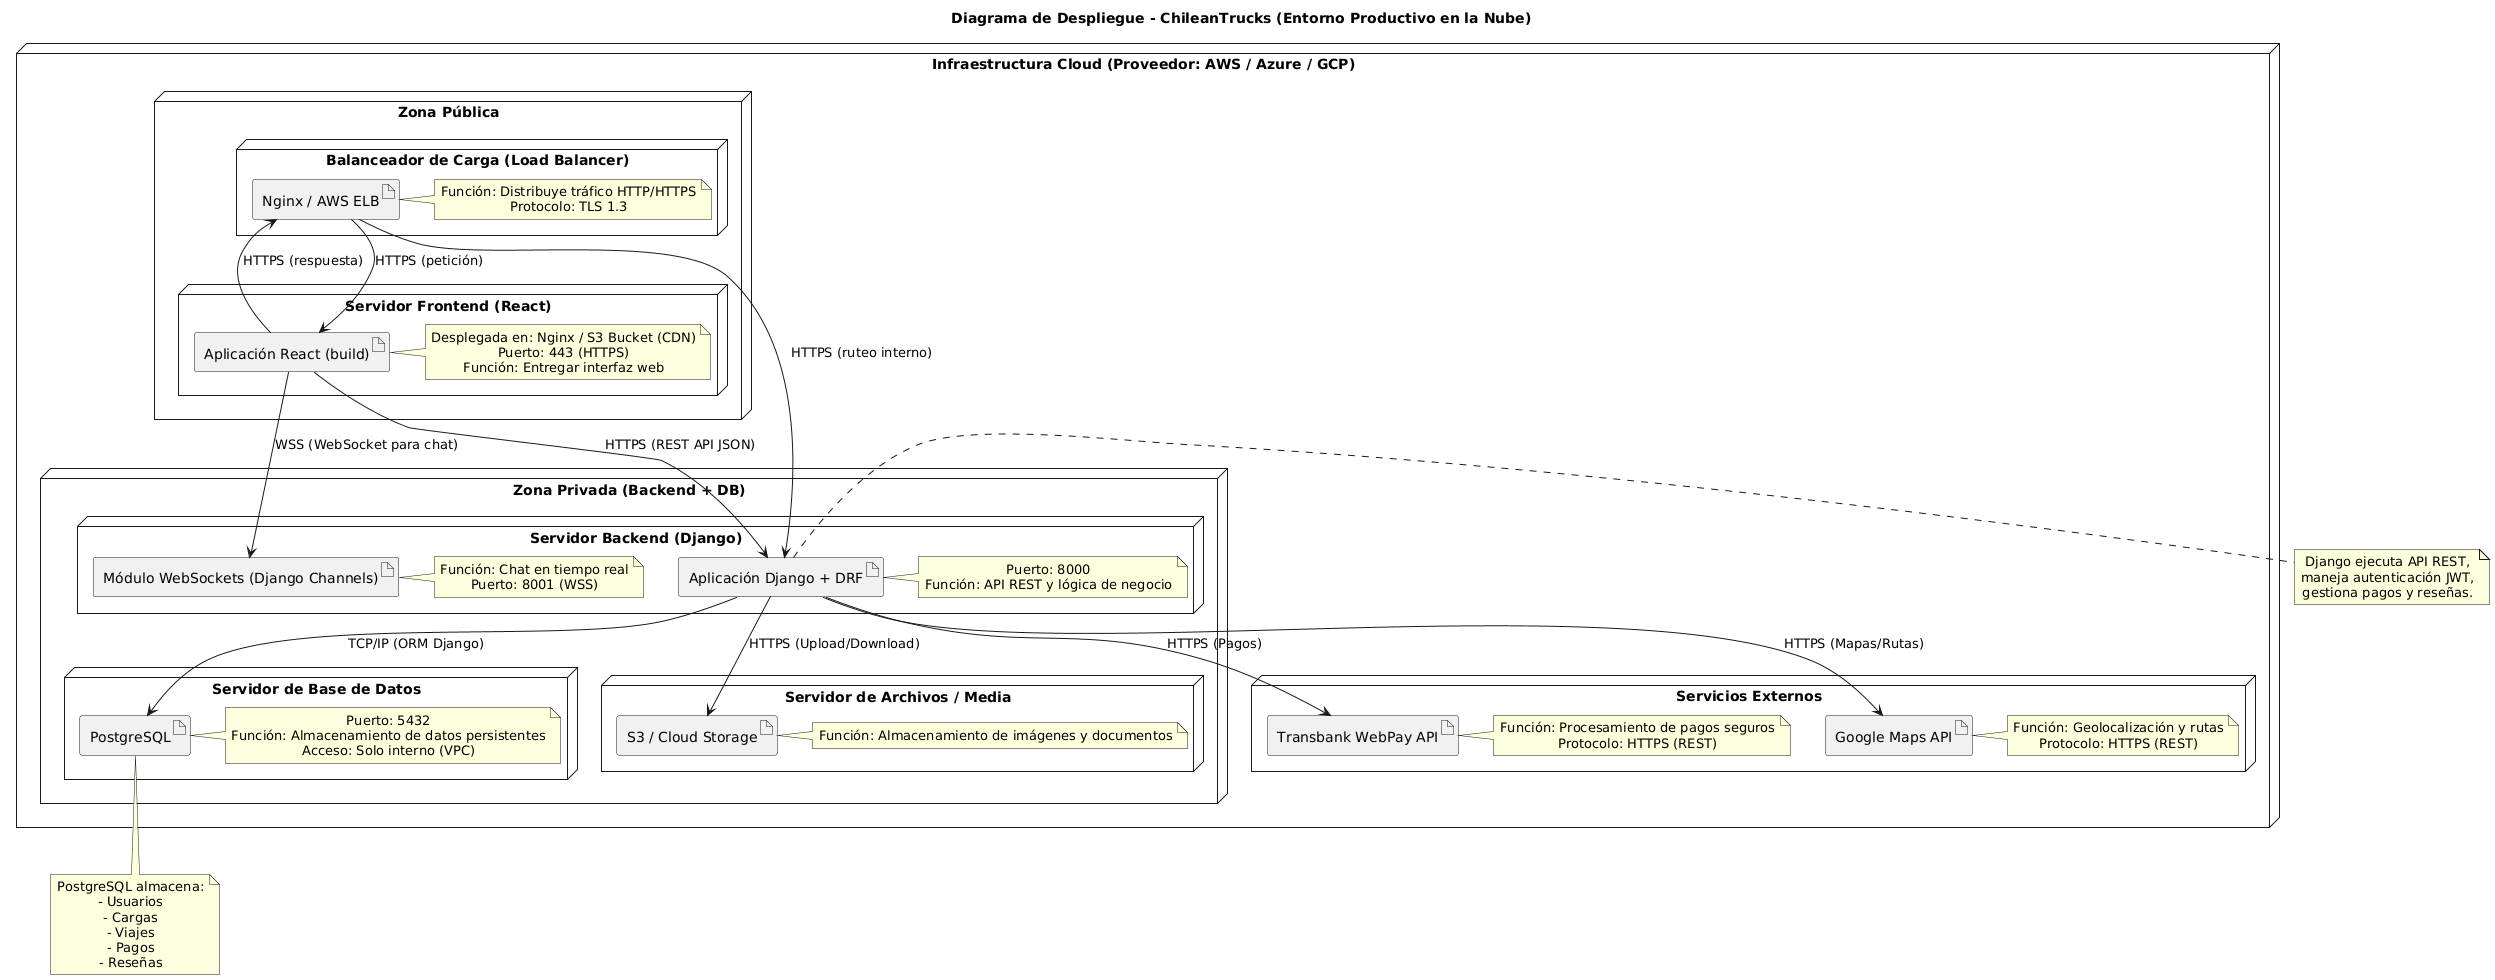 Diagrama de Despliegue - ChileanTrucks (Entorno Productivo en la Nube)
Infraestructura Cloud (Proveedor: AWS / Azure / GCP)
Zona Pública
Balanceador de Carga (Load Balancer)
Nginx / AWS ELB
Función: Distribuye tráfico HTTP/HTTPS
Protocolo: TLS 1.3
HTTPS (respuesta)
HTTPS (petición)
Servidor Frontend (React)
Aplicación React (build)
Desplegada en: Nginx / S3 Bucket (CDN)
Puerto: 443 (HTTPS)
Función: Entregar interfaz web
HTTPS (ruteo interno)
WSS (WebSocket para chat)
HTTPS (REST API JSON)
Zona Privada (Backend + DB)
Servidor Backend (Django)
Módulo WebSockets (Django Channels)
Función: Chat en tiempo real
Puerto: 8001 (WSS)
Aplicación Django + DRF
Puerto: 8000
Función: API REST y lógica de negocio
Django ejecuta API REST,
maneja autenticación JWT,
gestiona pagos y reseñas.
TCP/IP (ORM Django)
HTTPS (Upload/Download)
HTTPS (Pagos)
HTTPS (Mapas/Rutas)
Servidor de Base de Datos
PostgreSQL
Puerto: 5432
Función: Almacenamiento de datos persistentes
Acceso: Solo interno (VPC)
Servidor de Archivos / Media
S3 / Cloud Storage
Función: Almacenamiento de imágenes y documentos
Servicios Externos
Transbank WebPay API
Función: Procesamiento de pagos seguros
Protocolo: HTTPS (REST)
Google Maps API
Función: Geolocalización y rutas
Protocolo: HTTPS (REST)
PostgreSQL almacena:
- Usuarios
- Cargas
- Viajes
- Pagos
- Reseñas